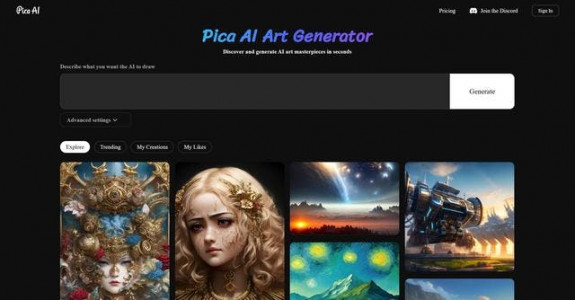 Pica AI
Pricing
Join the Discord
Sign In
Pica AI Art Generator
Discover and generate AI art masterpieces in seconds
Describe what you want the AI to draw
Generate
Advanced settings
Explore
Trending
My Creations
My Likes